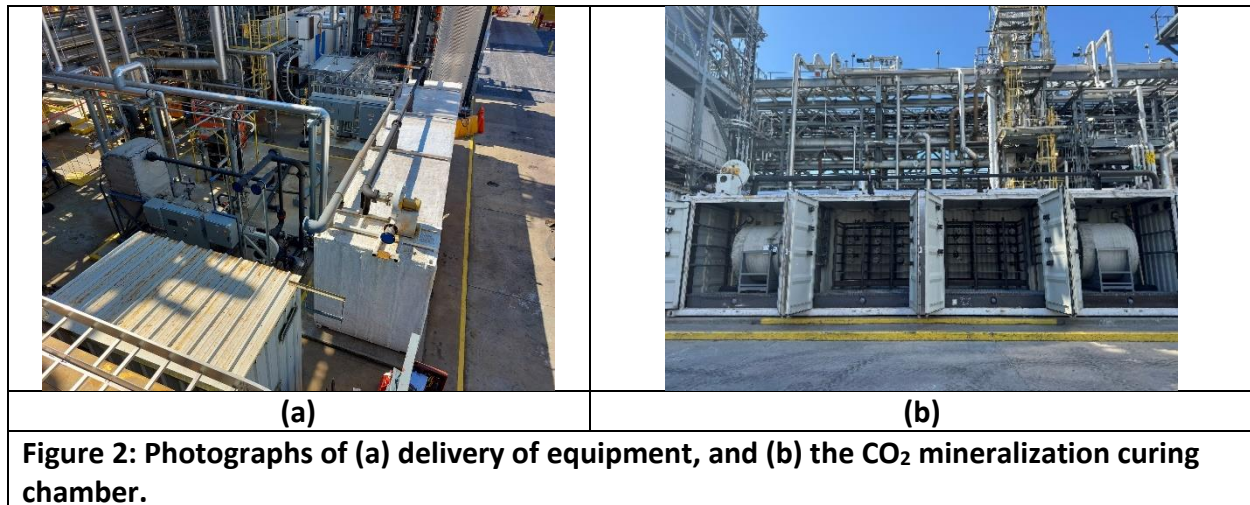 (a)
(b)
Figure 2: Photographs of (a) delivery of equipment, and (b) the CO₂ mineralization curing
chamber.